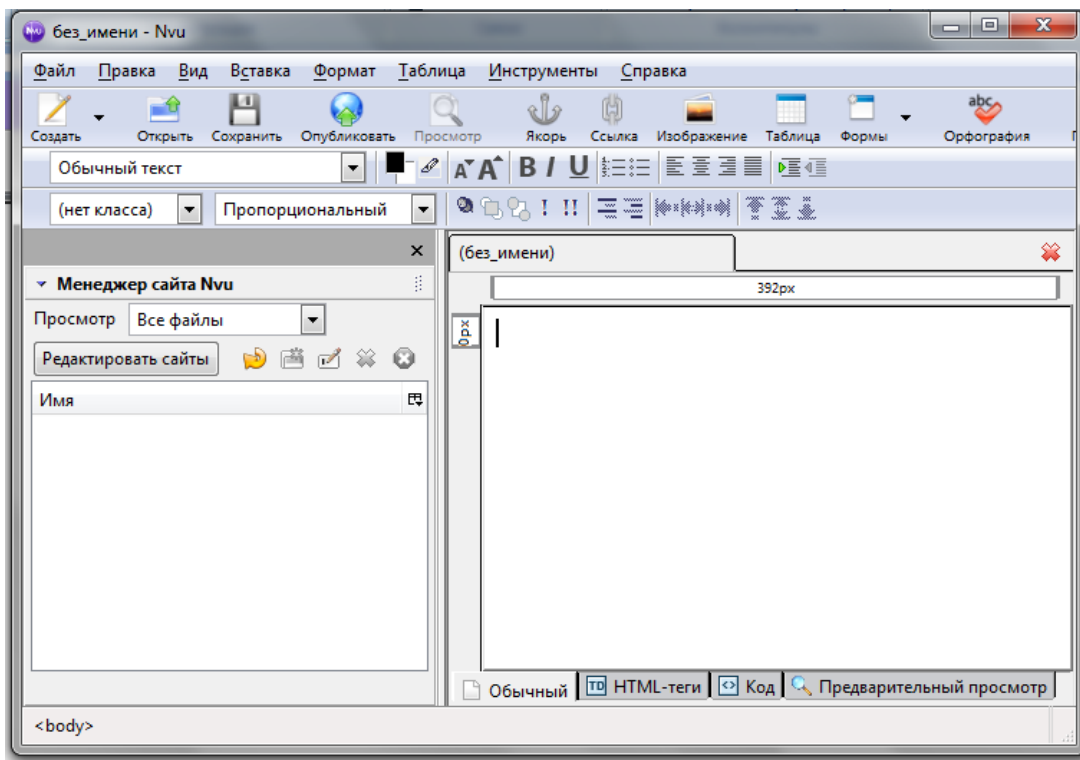 без_имени - Nvu
Файл Правка Вид Вставка Формат Таблица Инструменты Справка
Создать Открыть Сохранить Опубликовать Просмотр Якорь Ссылка Изображение Таблица Формы Орфография
Обычный текст
(нет класса) Пропорциональный
(без_имени)
Менеджер сайта Nvu
392px
Просмотр Все файлы
0px
Редактировать сайты
Имя
Обычный HTML-теги Код Предварительный просмотр
<body>